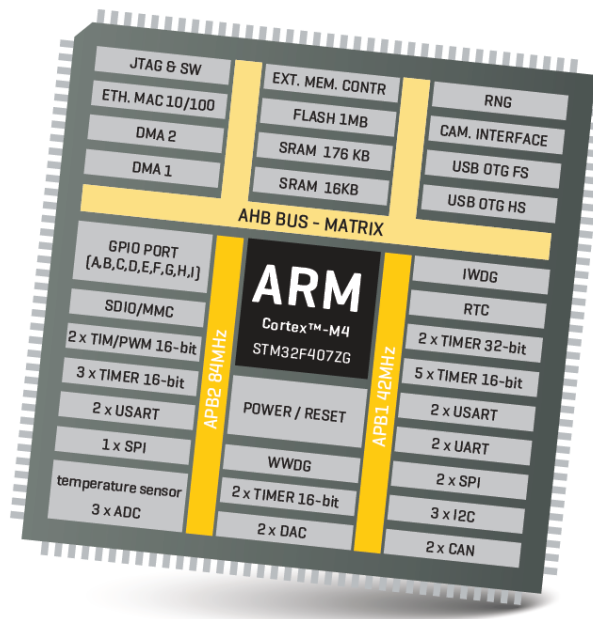 JTAG & SW
ETH. MAC 10/100
DMA 2
DMA 1
EXT. MEM. CONTR
FLASH 1MB
SRAM 176 KB
SRAM 16KB
RNG
CAM. INTERFACE
USB OTG FS
USB OTG HS
AHB BUS - MATRIX
GPIO PORT
(A,B,C,D,E,F,G,H,I)
SDIO/MMC
2 x TIM/PWM 16-bit
3 x TIMER 16-bit
2 x USART
1 x SPI
temperature sensor
3 x ADC
APB2 84MHz
ARM
Cortex™-M4
STM32F407ZG
POWER / RESET
WWDG
2 x TIMER 16-bit
2 x DAC
APB1 42MHz
IWDG
RTC
2 x TIMER 32-bit
5 x TIMER 16-bit
2 x USART
2 x UART
2 x SPI
3 x I2C
2 x CAN